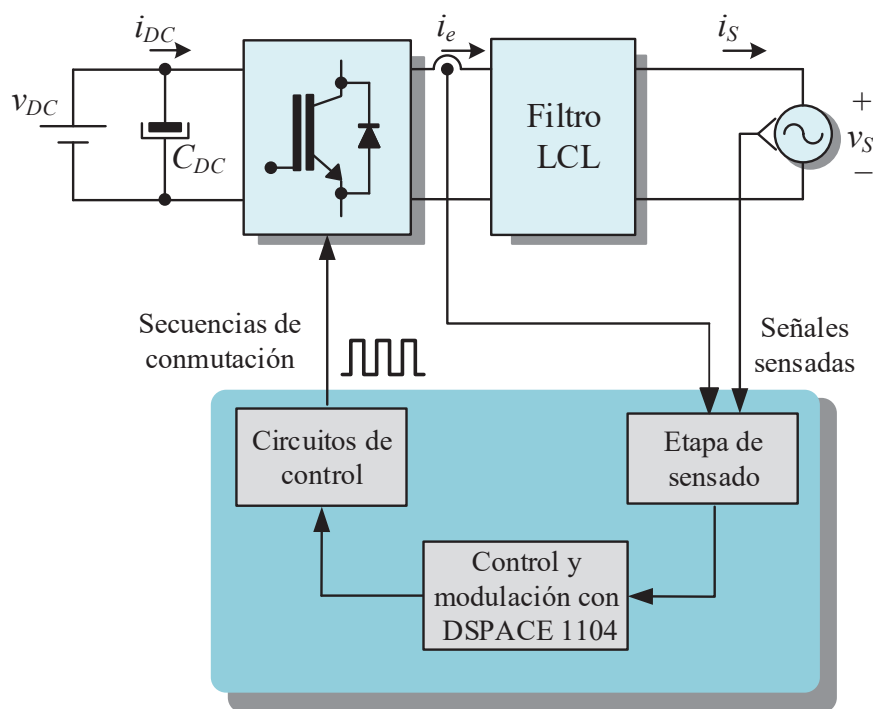 i_DC
i_e
i_S
v_DC
C_DC
Filtro
LCL
+
v_S
−
Secuencias de
conmutación
Señales
sensadas
Circuitos de
control
Etapa de
sensado
Control y
modulación con
DSPACE 1104